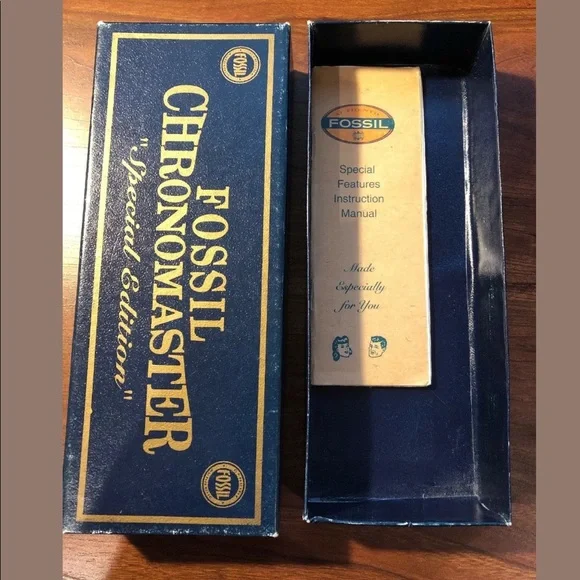 FOSSIL
FOSSIL
CHRONOMASTER
"Special Edition"
FOSSIL
FOSSIL
Special
Features
Instruction
Manual
Made
Especially
for You